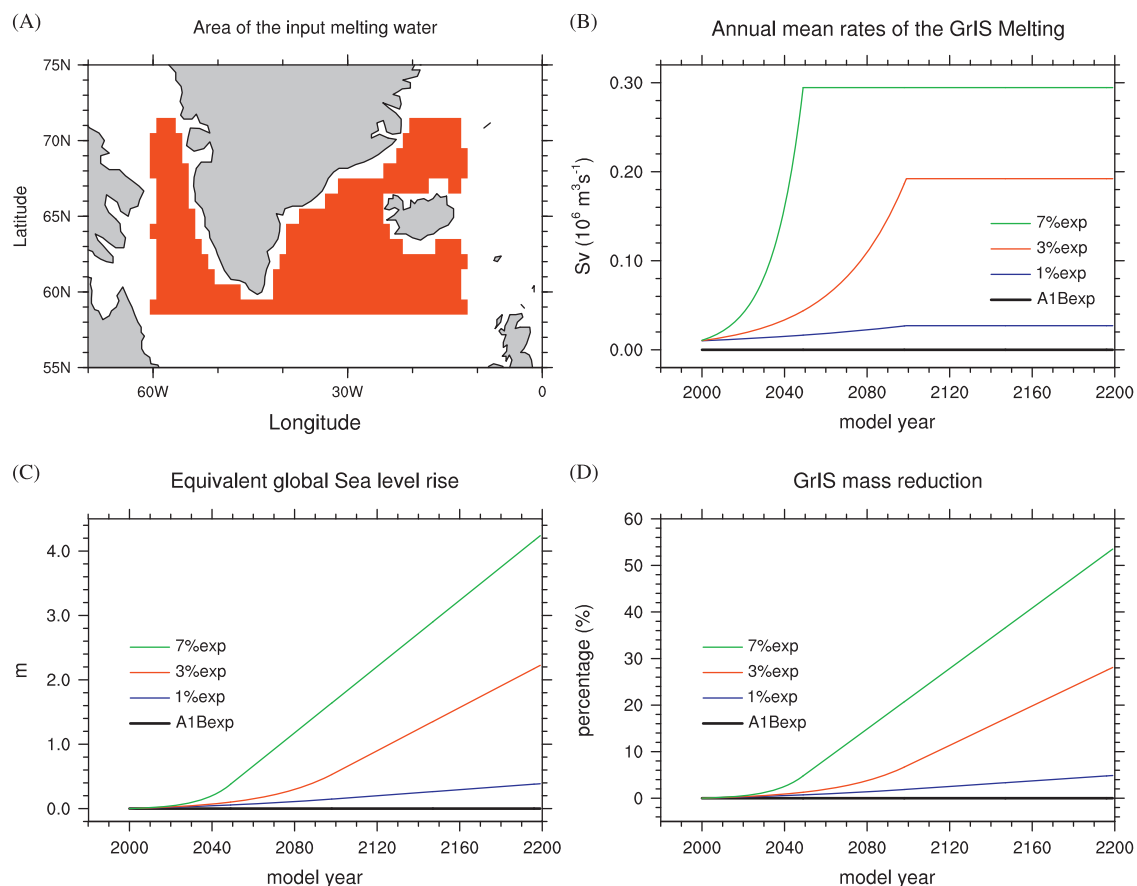 (A)
Area of the input melting water
75N
70N
65N
60N
55N
Latitude
60W
30W
0
Longitude
(B)
Annual mean rates of the GrIS Melting
0.30
0.20
0.10
0.00
Sv (10⁶ m³s⁻¹)
7%exp
3%exp
1%exp
A1Bexp
2000 2040 2080 2120 2160 2200
model year
(C)
Equivalent global Sea level rise
4.0
3.0
2.0
1.0
0.0
m
7%exp
3%exp
1%exp
A1Bexp
2000 2040 2080 2120 2160 2200
model year
(D)
GrIS mass reduction
60
50
40
30
20
10
0
percentage (%)
7%exp
3%exp
1%exp
A1Bexp
2000 2040 2080 2120 2160 2200
model year